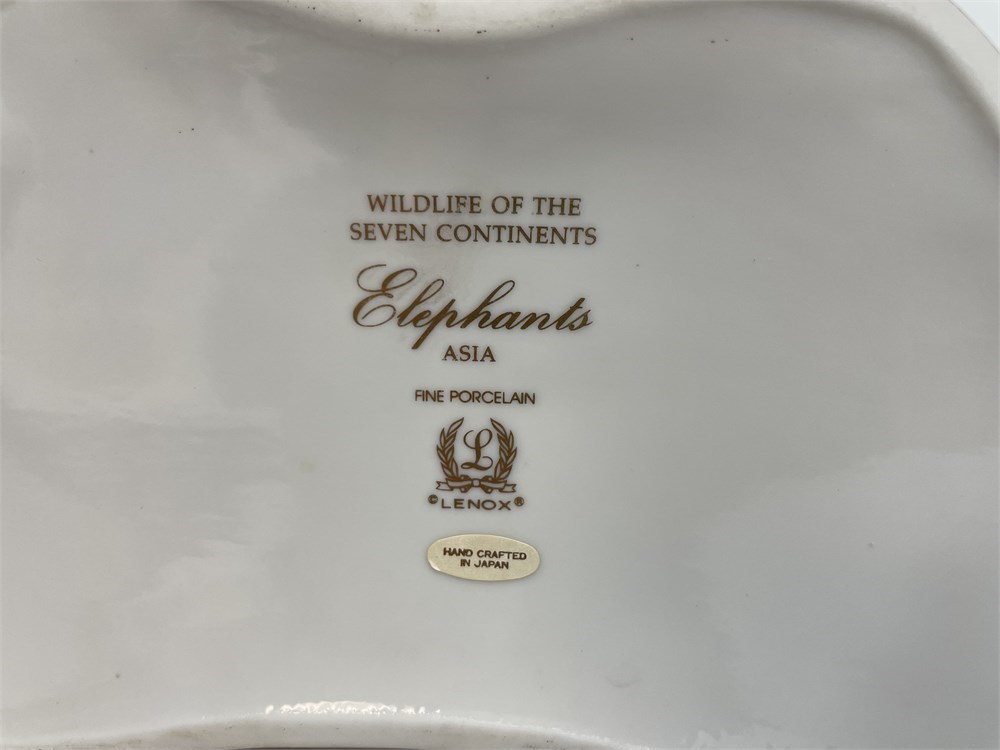 WILDLIFE OF THE
SEVEN CONTINENTS
Elephants
ASIA
FINE PORCELAIN
L
©LENOX®
HAND CRAFTED
IN JAPAN